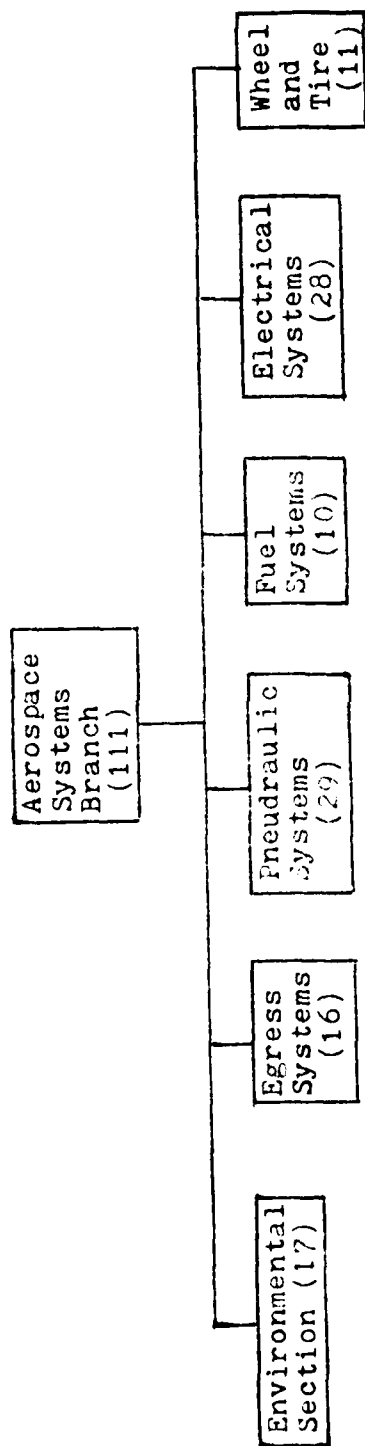 Aerospace
Systems
Branch
(111)
Environmental
Section (17)
Egress
Systems
(16)
Pneudraulic
Systems
(29)
Fuel
Systems
(10)
Electrical
Systems
(28)
Wheel
and
Tire
(11)